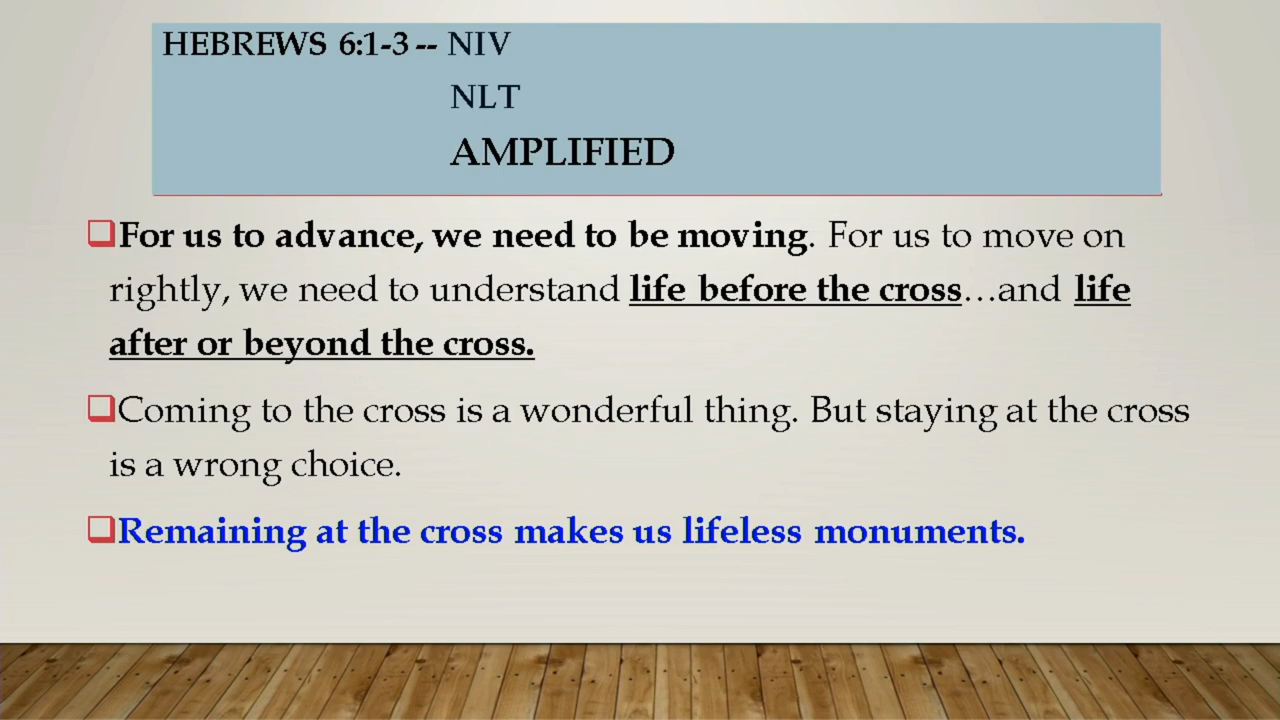 HEBREWS 6:1-3 -- NIV
NLT
AMPLIFIED
For us to advance, we need to be moving. For us to move on
rightly, we need to understand life before the cross…and life
after or beyond the cross.
Coming to the cross is a wonderful thing. But staying at the cross
is a wrong choice.
Remaining at the cross makes us lifeless monuments.